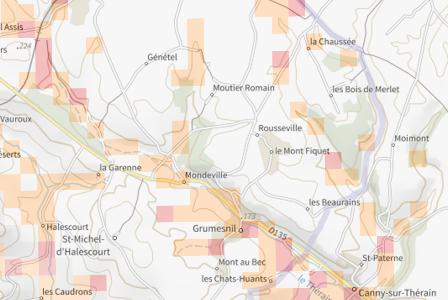 l Assis
la Chaussée
224
rs
Génétel
Moutier Romain
les Bois de Merlet
Vauroux
Rousseville
Moimont
le Mont Fiquet
éserts
la Garenne
Mondeville
les Beaurains
173
Halescourt
Grumesnil
D135
St-Michel-
d'Halescourt
St-Paterne
Mont au Bec
les Chats-Huants
le Thérain
les Caudrons
Canny-sur-Thérain